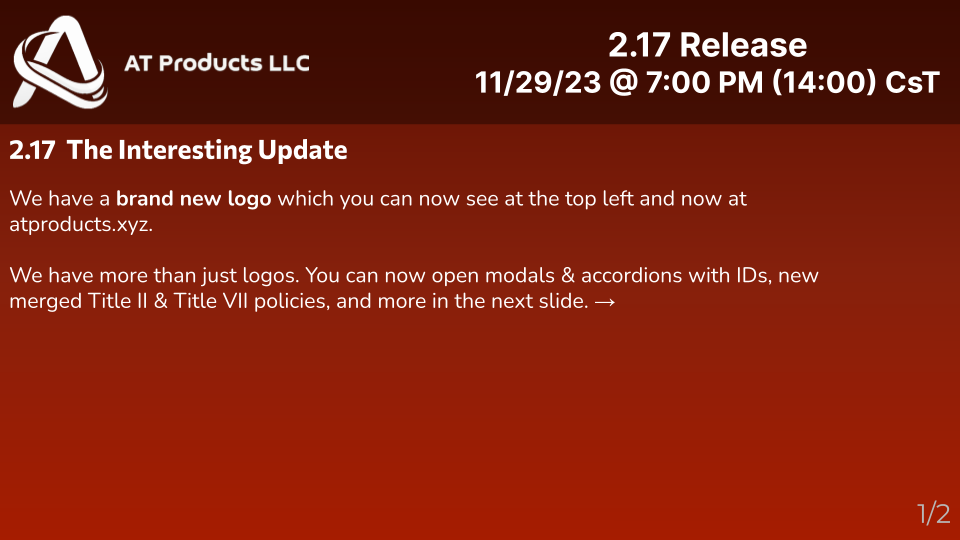 AT Products LLC
2.17 Release
11/29/23 @ 7:00 PM (14:00) CsT
2.17 The Interesting Update
We have a brand new logo which you can now see at the top left and now at
atproducts.xyz.
We have more than just logos. You can now open modals & accordions with IDs, new
merged Title II & Title VII policies, and more in the next slide. →
1/2